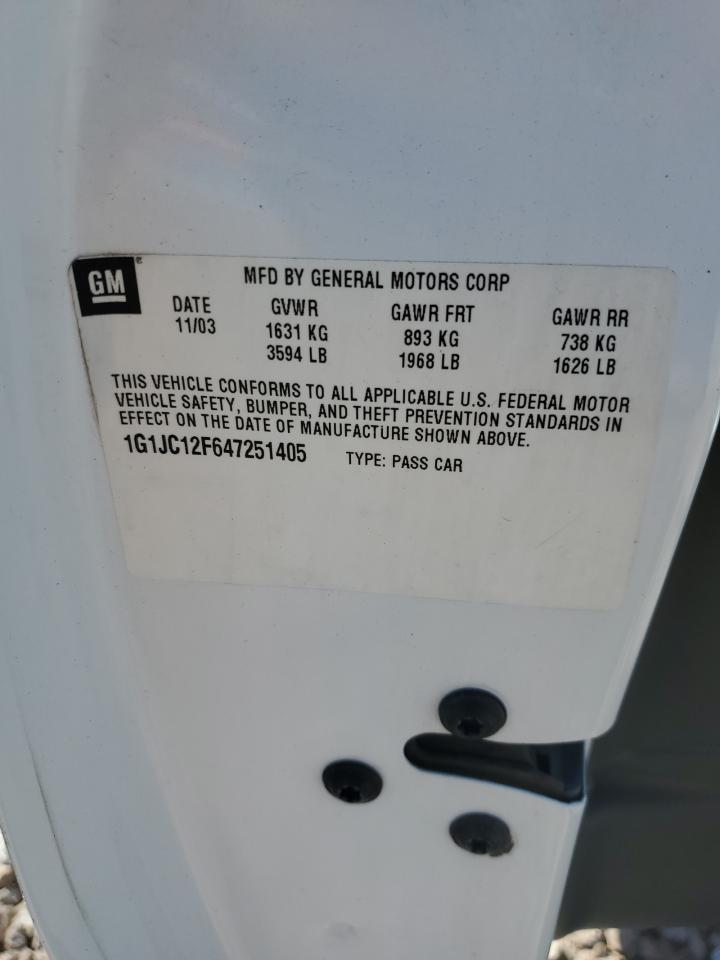 GM ® MFD BY GENERAL MOTORS CORP
DATE GVWR GAWR FRT GAWR RR
11/03 1631 KG 893 KG 738 KG
3594 LB 1968 LB 1626 LB
THIS VEHICLE CONFORMS TO ALL APPLICABLE U.S. FEDERAL MOTOR
VEHICLE SAFETY, BUMPER, AND THEFT PREVENTION STANDARDS IN
EFFECT ON THE DATE OF MANUFACTURE SHOWN ABOVE.
1G1JC12F647251405 TYPE: PASS CAR